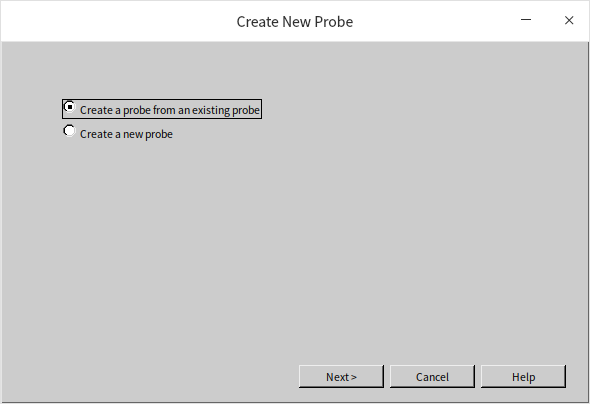 Create New Probe
Create a probe from an existing probe
Create a new probe
Next >
Cancel
Help